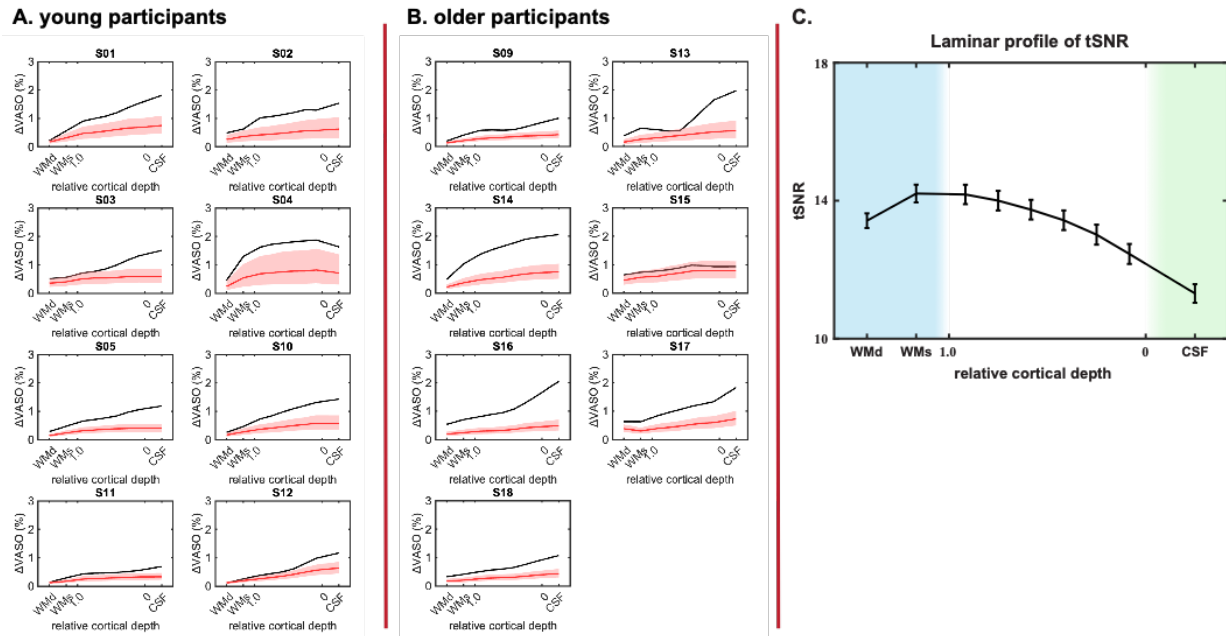 A. young participants
S01
ΔVASO (%)
3
2
1
0
WMd
WMs
1.0
0
CSF
relative cortical depth
S02
ΔVASO (%)
3
2
1
0
WMd
WMs
1.0
0
CSF
relative cortical depth
S03
ΔVASO (%)
3
2
1
0
WMd
WMs
1.0
0
CSF
relative cortical depth
S04
ΔVASO (%)
3
2
1
0
WMd
WMs
1.0
0
CSF
relative cortical depth
S05
ΔVASO (%)
3
2
1
0
WMd
WMs
1.0
0
CSF
relative cortical depth
S10
ΔVASO (%)
3
2
1
0
WMd
WMs
1.0
0
CSF
relative cortical depth
S11
ΔVASO (%)
3
2
1
0
WMd
WMs
1.0
0
CSF
relative cortical depth
S12
ΔVASO (%)
3
2
1
0
WMd
WMs
1.0
0
CSF
relative cortical depth
B. older participants
S09
ΔVASO (%)
3
2
1
0
WMd
WMs
1.0
0
CSF
relative cortical depth
S13
ΔVASO (%)
3
2
1
0
WMd
WMs
1.0
0
CSF
relative cortical depth
S14
ΔVASO (%)
3
2
1
0
WMd
WMs
1.0
0
CSF
relative cortical depth
S15
ΔVASO (%)
3
2
1
0
WMd
WMs
1.0
0
CSF
relative cortical depth
S16
ΔVASO (%)
3
2
1
0
WMd
WMs
1.0
0
CSF
relative cortical depth
S17
ΔVASO (%)
3
2
1
0
WMd
WMs
1.0
0
CSF
relative cortical depth
S18
ΔVASO (%)
3
2
1
0
WMd
WMs
1.0
0
CSF
relative cortical depth
C.
Laminar profile of tSNR
tSNR
18
14
10
WMd WMs 1.0 0 CSF
relative cortical depth